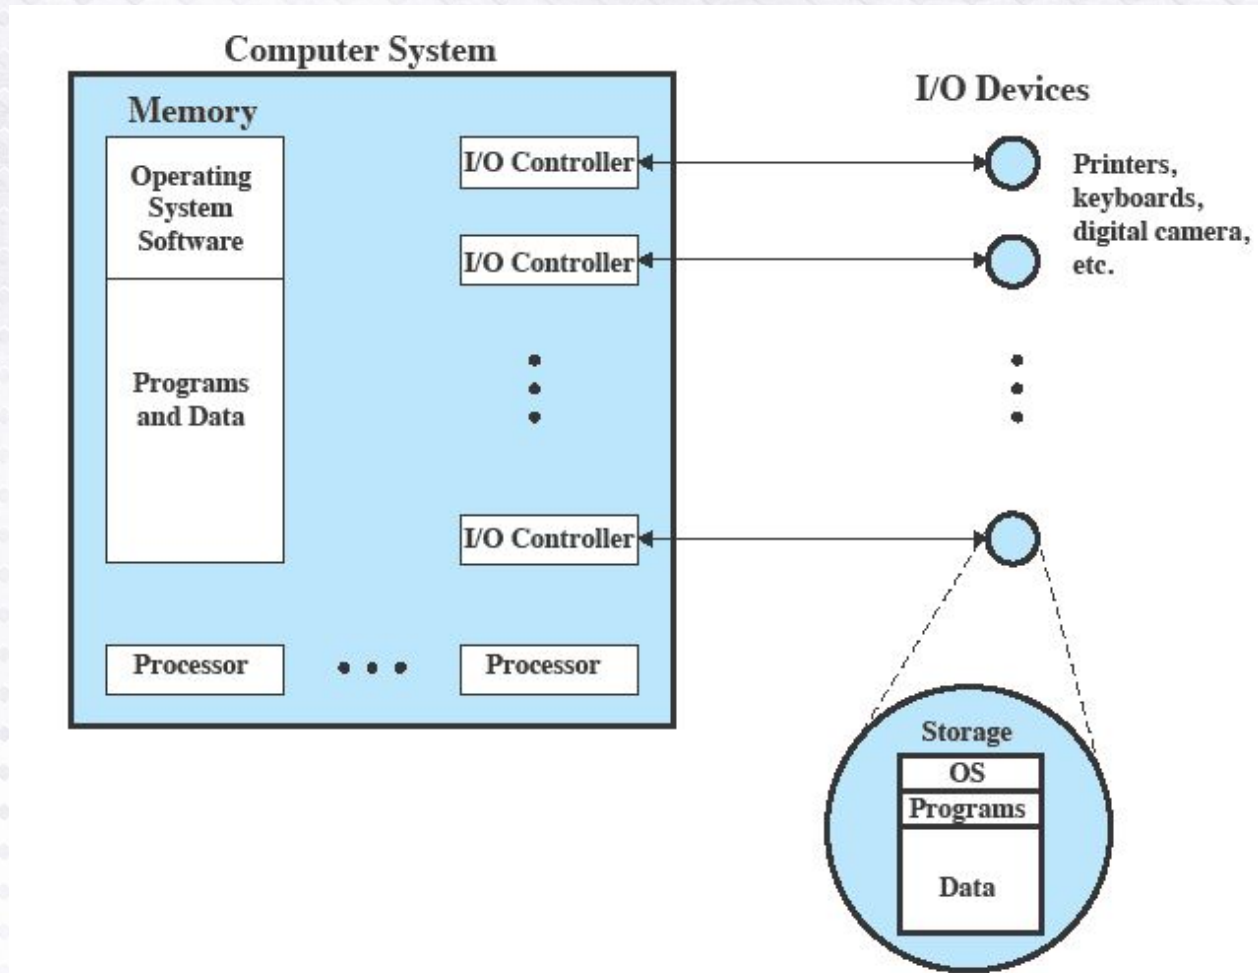 Computer System
Memory
Operating
System
Software
Programs
and Data
I/O Controller
I/O Controller
I/O Controller
Processor
Processor
I/O Devices
Printers,
keyboards,
digital camera,
etc.
Storage
OS
Programs
Data